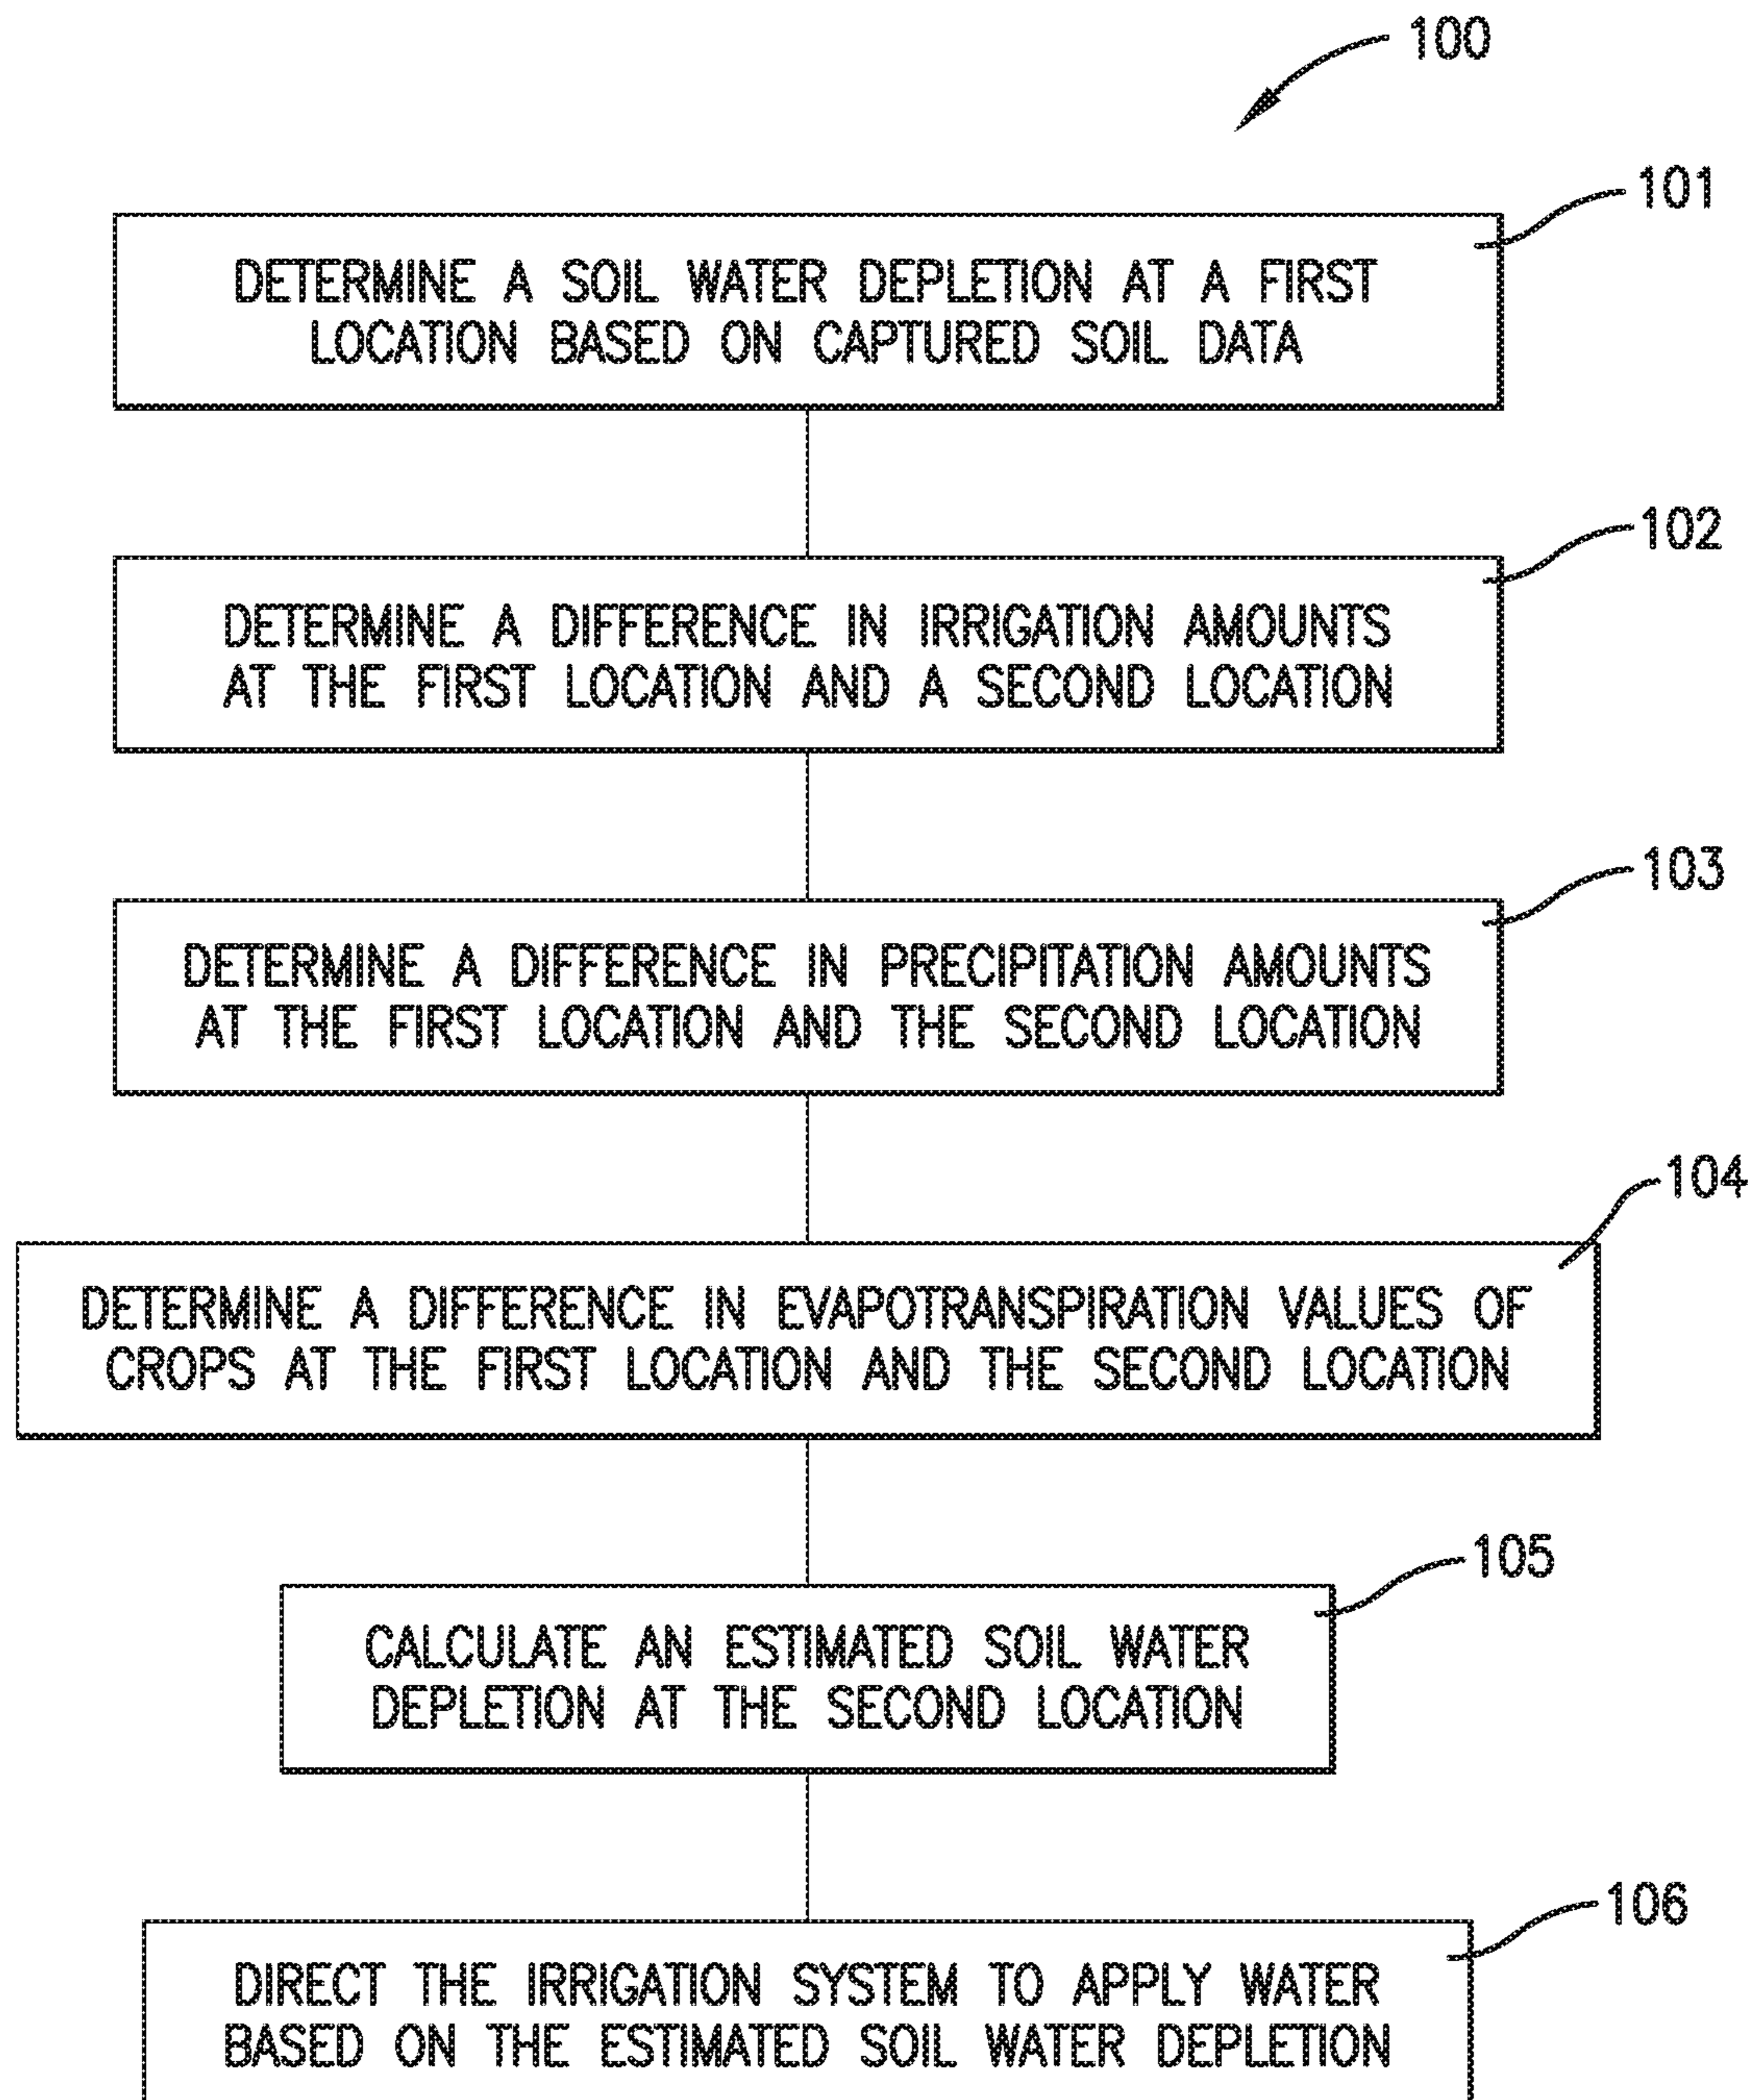 100
101
DETERMINE A SOIL WATER DEPLETION AT A FIRST
LOCATION BASED ON CAPTURED SOIL DATA
102
DETERMINE A DIFFERENCE IN IRRIGATION AMOUNTS
AT THE FIRST LOCATION AND A SECOND LOCATION
103
DETERMINE A DIFFERENCE IN PRECIPITATION AMOUNTS
AT THE FIRST LOCATION AND THE SECOND LOCATION
104
DETERMINE A DIFFERENCE IN EVAPOTRANSPIRATION VALUES OF
CROPS AT THE FIRST LOCATION AND THE SECOND LOCATION
105
CALCULATE AN ESTIMATED SOIL WATER
DEPLETION AT THE SECOND LOCATION
106
DIRECT THE IRRIGATION SYSTEM TO APPLY WATER
BASED ON THE ESTIMATED SOIL WATER DEPLETION